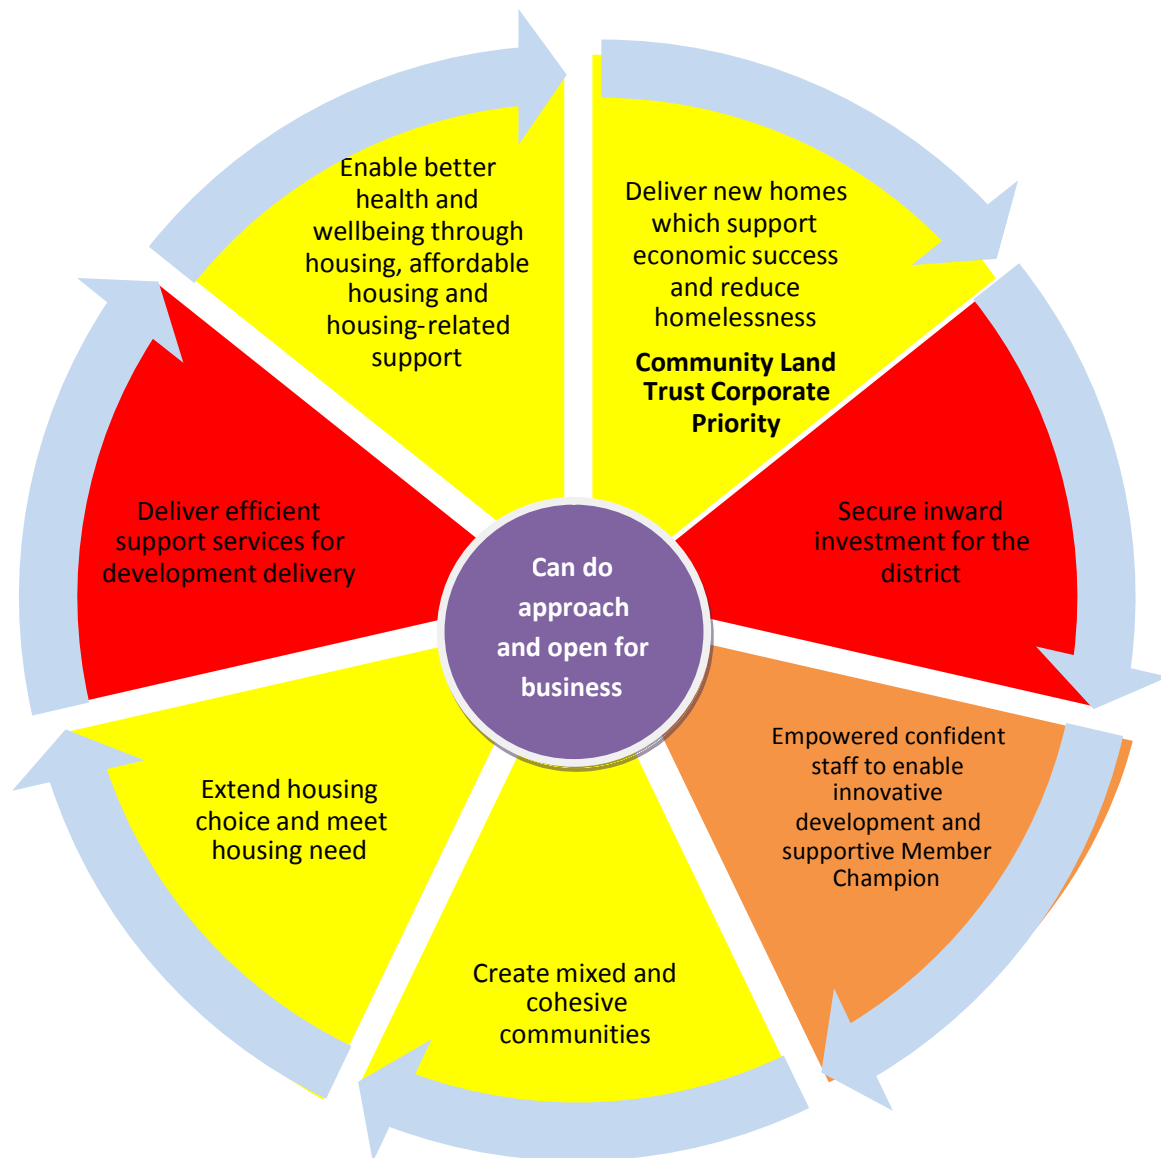 Enable better
health and
wellbeing through
housing, affordable
housing and
housing-related
support
Deliver new homes
which support
economic success
and reduce
homelessness
Community Land
Trust Corporate
Priority
Secure inward
investment for the
district
Empowered confident
staff to enable
innovative
development and
supportive Member
Champion
Create mixed and
cohesive
communities
Extend housing
choice and meet
housing need
Deliver efficient
support services for
development delivery
Can do
approach
and open for
business